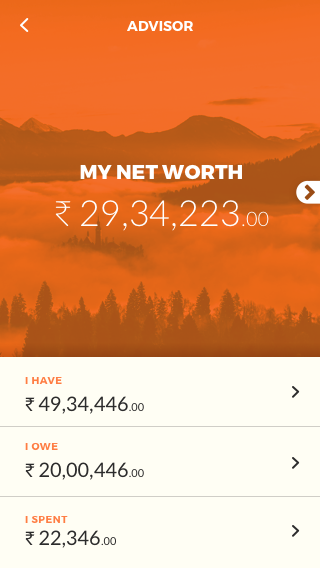 ADVISOR
MY NET WORTH
₹ 29,34,223.00
I HAVE
₹ 49,34,446.00
I OWE
₹ 20,00,446.00
I SPENT
₹ 22,346.00